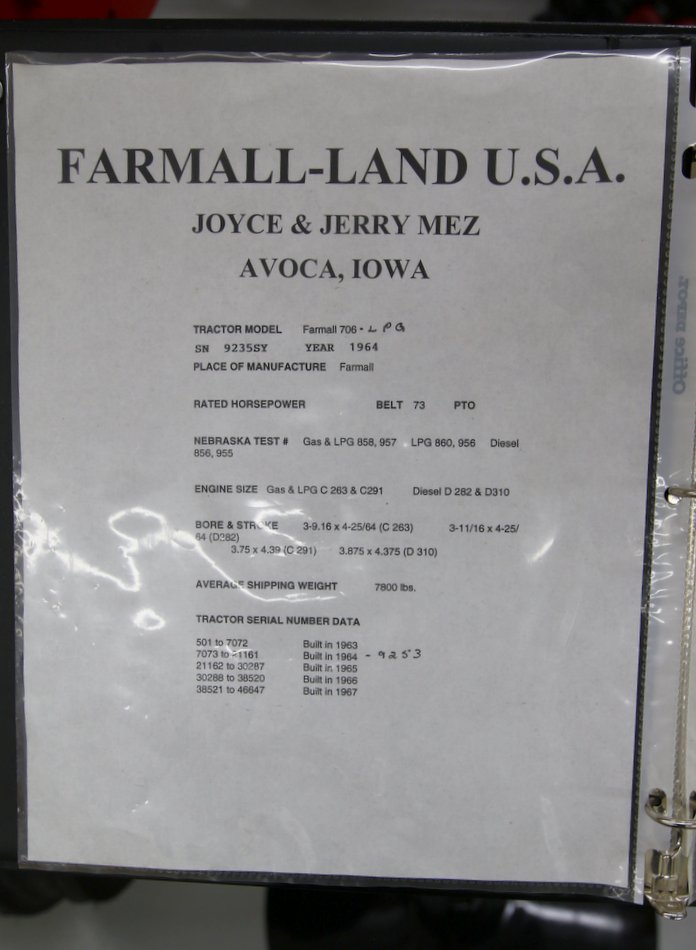 FARMALL-LAND U.S.A.
JOYCE & JERRY MEZ
AVOCA, IOWA
TRACTOR MODEL Farmall 706 - LPG
SN 9235SY YEAR 1964
PLACE OF MANUFACTURE Farmall
RATED HORSEPOWER BELT 73 PTO
NEBRASKA TEST # Gas & LPG 858, 957 LPG 860, 956 Diesel
856, 955
ENGINE SIZE Gas & LPG C 263 & C291 Diesel D 282 & D310
BORE & STROKE 3-9.16 x 4-25/64 (C 263) 3-11/16 x 4-25/
64 (D282)
3.75 x 4.39 (C 291) 3.875 x 4.375 (D 310)
AVERAGE SHIPPING WEIGHT 7800 lbs.
TRACTOR SERIAL NUMBER DATA
501 to 7072 Built in 1963
7073 to 21161 Built in 1964 - 9253
21162 to 30287 Built in 1965
30288 to 38520 Built in 1966
38521 to 46647 Built in 1967
Office DEPOT